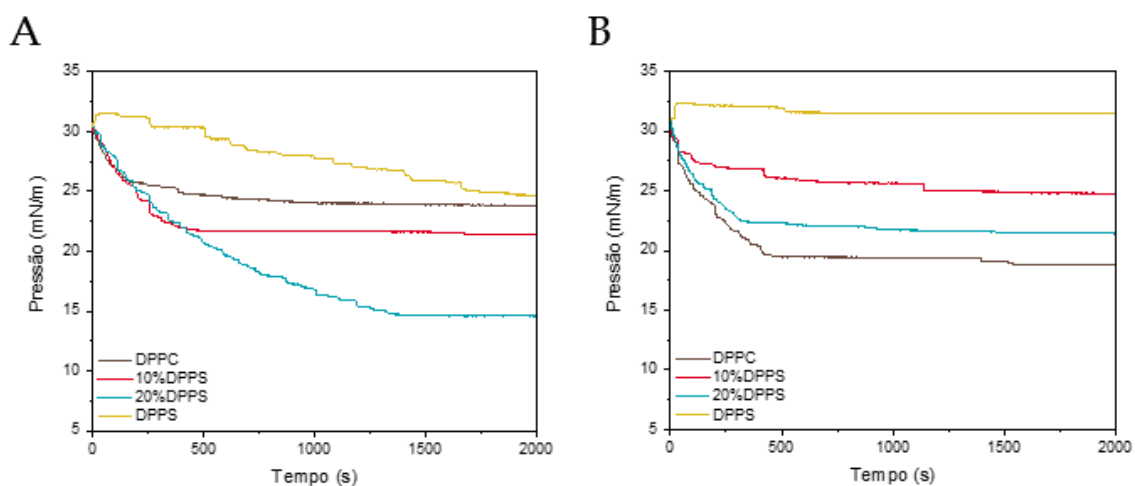 A
B
35
30
25
20
15
10
5
Pressão (mN/m)
DPPC
10%DPPS
20%DPPS
DPPS
0
500
1000
1500
2000
Tempo (s)
35
30
25
20
15
10
5
Pressão (mN/m)
DPPC
10%DPPS
20%DPPS
DPPS
0
500
1000
1500
2000
Tempo (s)